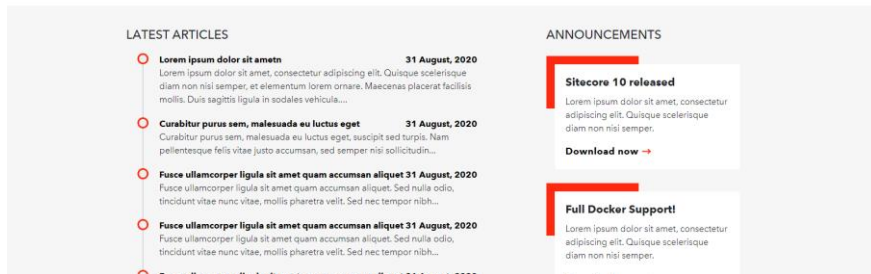 LATEST ARTICLES
Lorem ipsum dolor sit ametn 31 August, 2020
Lorem ipsum dolor sit amet, consectetur adipiscing elit. Quisque scelerisque
diam non nisi semper, et elementum lorem ornare. Maecenas placerat facilisis
mollis. Duis sagittis ligula in sodales vehicula....
Curabitur purus sem, malesuada eu luctus eget 31 August, 2020
Curabitur purus sem, malesuada eu luctus eget, suscipit sed turpis. Nam
pellentesque felis vitae justo accumsan, sed semper nisi sollicitudin...
Fusce ullamcorper ligula sit amet quam accumsan aliquet 31 August, 2020
Fusce ullamcorper ligula sit amet quam accumsan aliquet. Sed nulla odio,
tincidunt vitae nunc vitae, mollis pharetra velit. Sed nec tempor nibh...
Fusce ullamcorper ligula sit amet quam accumsan aliquet 31 August, 2020
Fusce ullamcorper ligula sit amet quam accumsan aliquet. Sed nulla odio,
tincidunt vitae nunc vitae, mollis pharetra velit. Sed nec tempor nibh...
ANNOUNCEMENTS
Sitecore 10 released
Lorem ipsum dolor sit amet, consectetur
adipiscing elit. Quisque scelerisque
diam non nisi semper.
Download now →
Full Docker Support!
Lorem ipsum dolor sit amet, consectetur
adipiscing elit. Quisque scelerisque
diam non nisi semper.